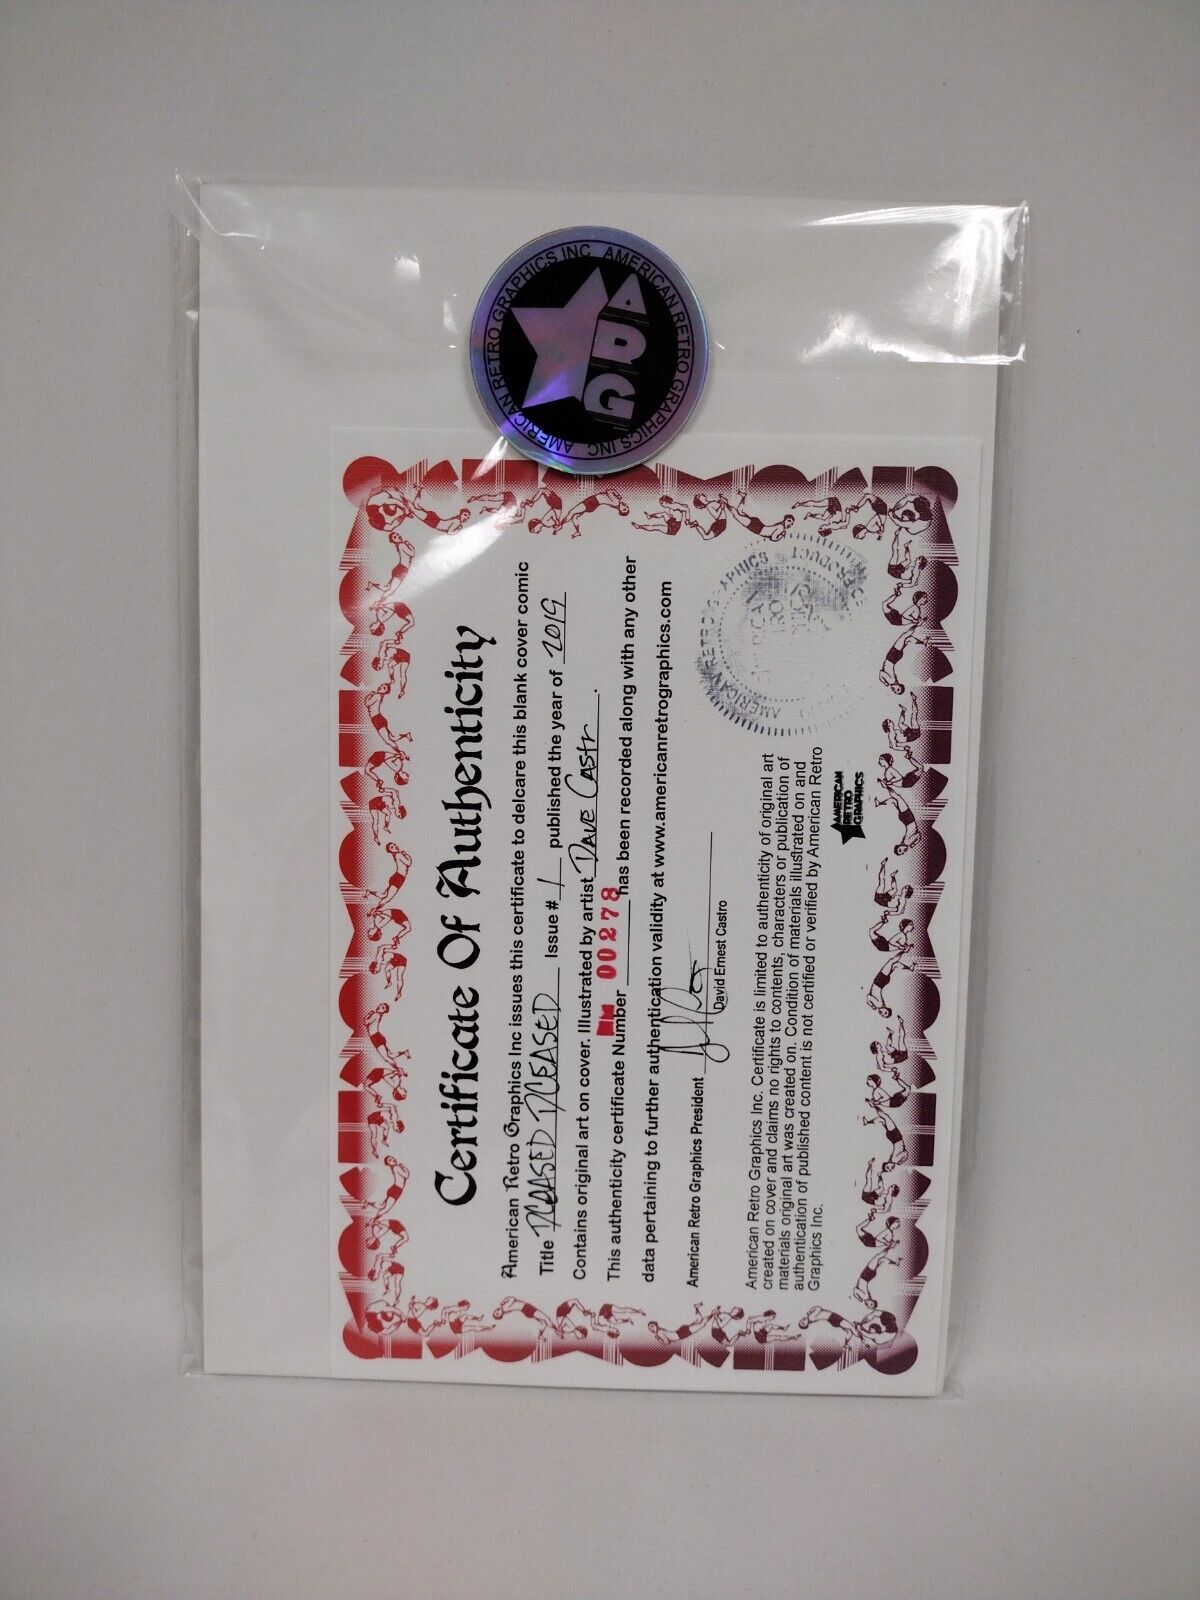 AMERICAN RETRO GRAPHICS INC AMERICAN RETRO GRAPHICS INC
ARG
Certificate Of Authenticity
American Retro Graphics Inc issues this certificate to delcare this blank cover comic
Title DCEASED DCEASED Issue # 1 published the year of 2019
Contains original art on cover. Illustrated by artist Dave Castr.
This authenticity certificate Number 00278 has been recorded along with any other
data pertaining to further authentication validity at www.americanretrographics.com
American Retro Graphics President
David Ernest Castro
American Retro Graphics Inc. Certificate is limited to authenticity of original art
created on cover and claims no rights to contents, characters or publication of
materials original art was created on. Condition of materials illustrated on and
authentication of published content is not certified or verified by American Retro
Graphics Inc.
AMERICAN
RETRO
GRAPHICS
AMERICAN RETRO GRAPHICS